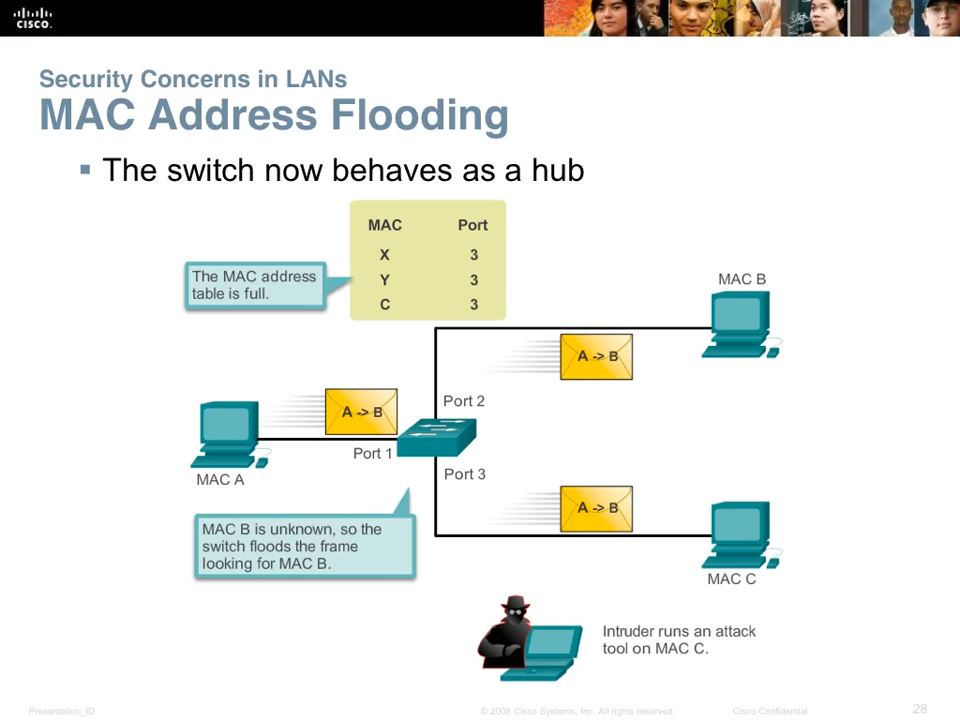 CISCO
Security Concerns in LANs
MAC Address Flooding
The switch now behaves as a hub
MAC Port
X 3
Y 3
C 3
The MAC address
table is full.
MAC B
A -> B
Port 2
A -> B
Port 1
MAC A
Port 3
A -> B
MAC B is unknown, so the
switch floods the frame
looking for MAC B.
MAC C
Intruder runs an attack
tool on MAC C.
Presentation_ID
© 2008 Cisco Systems, Inc. All rights reserved.
Cisco Confidential
28